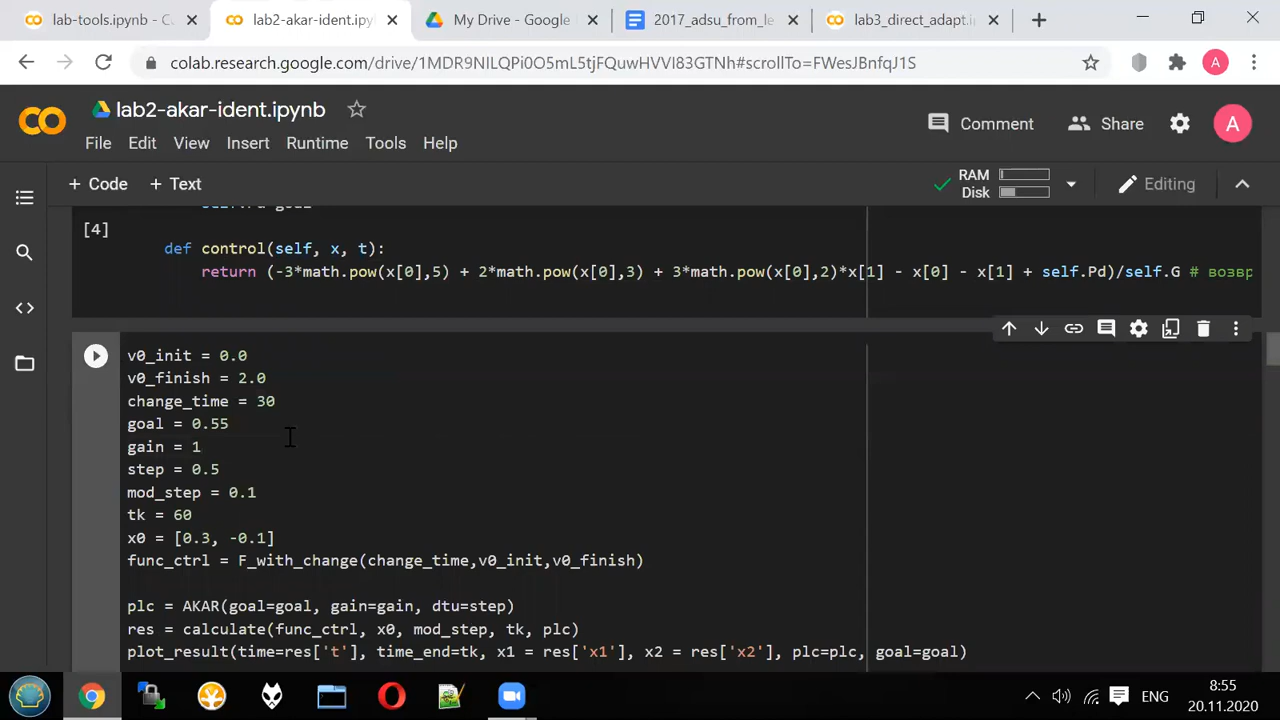 lab-tools.ipynb - C
lab2-akar-ident.ipy
My Drive - Google
2017_adsu_from_le
lab3_direct_adapt.i
colab.research.google.com/drive/1MDR9NILQPi0O5mL5tjFQuwHVVI83GTNh#scrollTo=FWesJBnfqJ1S
A
CO
lab2-akar-ident.ipynb
Comment
Share
A
File
Edit
View
Insert
Runtime
Tools
Help
+ Code
+ Text
RAM
Disk
Editing
[4]
def control(self, x, t):
return (-3*math.pow(x[0],5) + 2*math.pow(x[0],3) + 3*math.pow(x[0],2)*x[1] - x[0] - x[1] + self.Pd)/self.G # возвр
v0_init = 0.0
v0_finish = 2.0
change_time = 30
goal = 0.55
gain = 1
step = 0.5
mod_step = 0.1
tk = 60
x0 = [0.3, -0.1]
func_ctrl = F_with_change(change_time,v0_init,v0_finish)
plc = AKAR(goal=goal, gain=gain, dtu=step)
res = calculate(func_ctrl, x0, mod_step, tk, plc)
plot_result(time=res['t'], time_end=tk, x1 = res['x1'], x2 = res['x2'], plc=plc, goal=goal)
ENG
8:55
20.11.2020